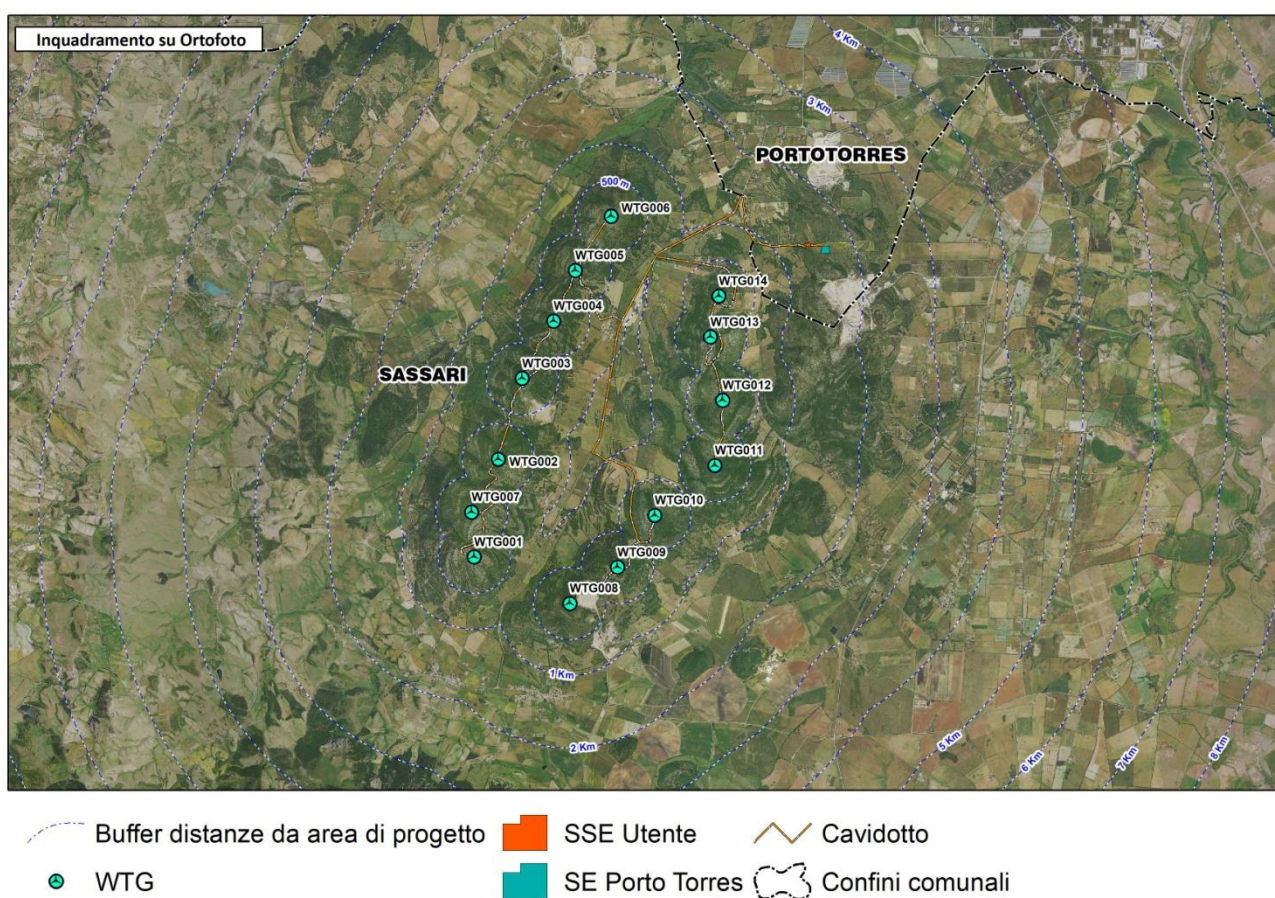 Inquadramento su Ortofoto
4 Km
3 Km
PORTOTORRES
500 m
WTG006
WTG005
WTG014
WTG004
WTG013
SASSARI
WTG003
WTG012
WTG002
WTG011
WTG007
WTG010
WTG001
WTG009
WTG008
1 Km
2 Km
5 Km
6 Km
7 Km
8 Km
Buffer distanze da area di progetto
SSE Utente
Cavidotto
WTG
SE Porto Torres
Confini comunali